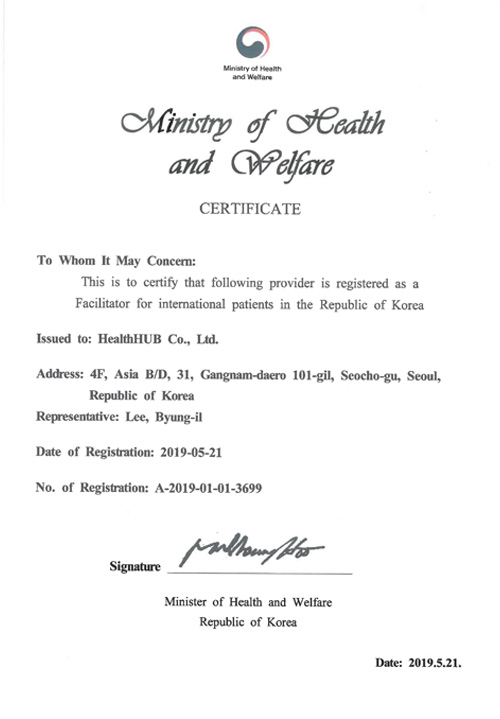 Ministry of Health
and Welfare
Ministry of Health
and Welfare
CERTIFICATE
To Whom It May Concern:
This is to certify that following provider is registered as a
Facilitator for international patients in the Republic of Korea
Issued to: HealthHUB Co., Ltd.
Address: 4F, Asia B/D, 31, Gangnam-daero 101-gil, Seocho-gu, Seoul,
Republic of Korea
Representative: Lee, Byung-il
Date of Registration: 2019-05-21
No. of Registration: A-2019-01-01-3699
Signature
Minister of Health and Welfare
Republic of Korea
Date: 2019.5.21.